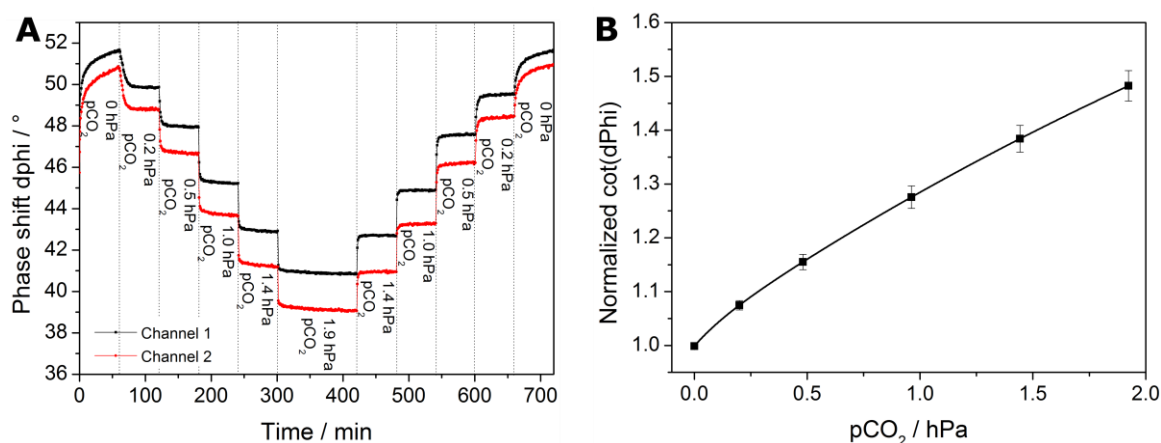 A
Phase shift dphi / °
52
50
48
46
44
42
40
38
36
0 hPa
pCO2
0.2 hPa
pCO2
0.5 hPa
pCO2
1.0 hPa
pCO2
1.4 hPa
pCO2
1.9 hPa
pCO2
1.4 hPa
pCO2
1.0 hPa
pCO2
0.5 hPa
pCO2
0.2 hPa
pCO2
0 hPa
pCO2
Channel 1
Channel 2
0 100 200 300 400 500 600 700
Time / min
B
Normalized cot(dPhi)
1.6
1.5
1.4
1.3
1.2
1.1
1.0
0.0 0.5 1.0 1.5 2.0
pCO2 / hPa